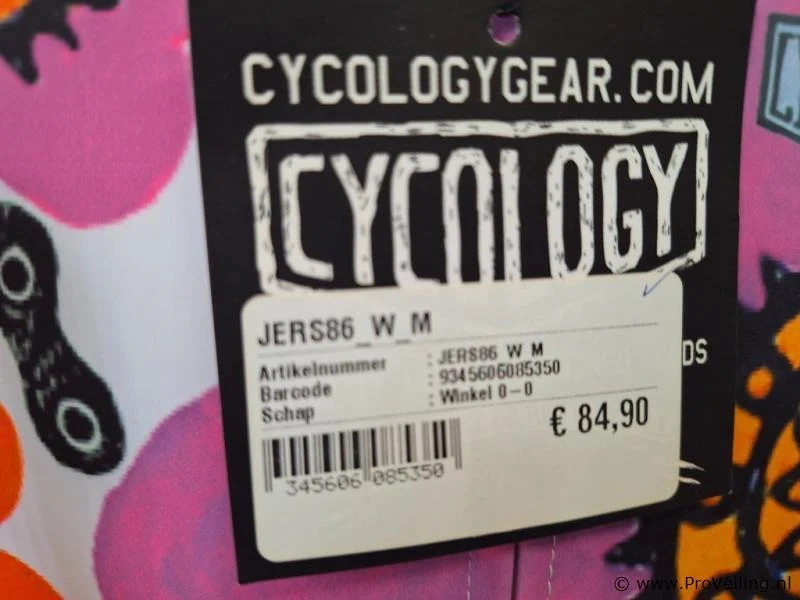 CYCOLOGYGEAR.COM
CYCOLOGY
JERS86_W_M
Artikelnummer : JERS86_W_M
Barcode : 9345606085350
Schap : Winkel 0-0
€ 84,90
345606 085350
DS
© www.ProVeiling.nl